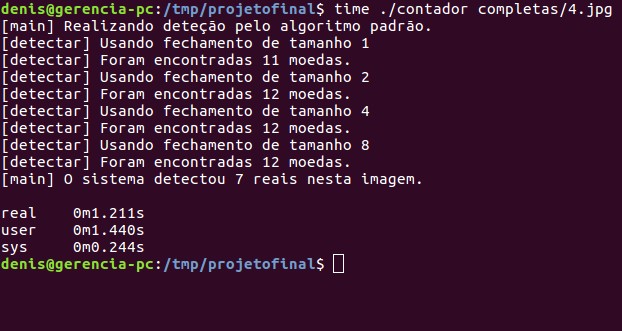 denis@gerencia-pc:/tmp/projetofinal$ time ./contador completas/4.jpg
[main] Realizando deteção pelo algoritmo padrão.
[detectar] Usando fechamento de tamanho 1
[detectar] Foram encontradas 11 moedas.
[detectar] Usando fechamento de tamanho 2
[detectar] Foram encontradas 12 moedas.
[detectar] Usando fechamento de tamanho 4
[detectar] Foram encontradas 12 moedas.
[detectar] Usando fechamento de tamanho 8
[detectar] Foram encontradas 12 moedas.
[main] O sistema detectou 7 reais nesta imagem.
real 0m1.211s
user 0m1.440s
sys 0m0.244s
denis@gerencia-pc:/tmp/projetofinal$